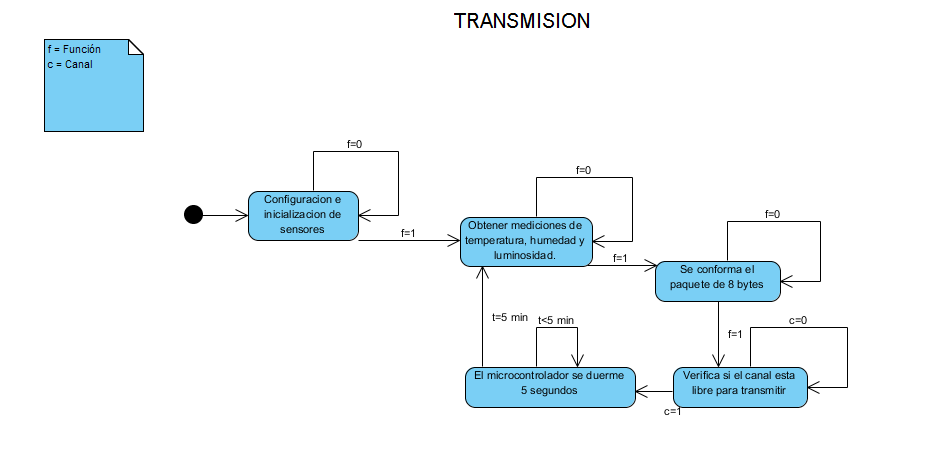 TRANSMISION
f = Función
c = Canal
f=0
Configuracion e
inicializacion de
sensores
f=1
f=0
Obtener mediciones de
temperatura, humedad y
luminosidad.
f=1
f=0
Se conforma el
paquete de 8 bytes
f=1
c=0
Verifica si el canal esta
libre para transmitir
c=1
t<5 min
El microcontrolador se duerme
5 segundos
t=5 min